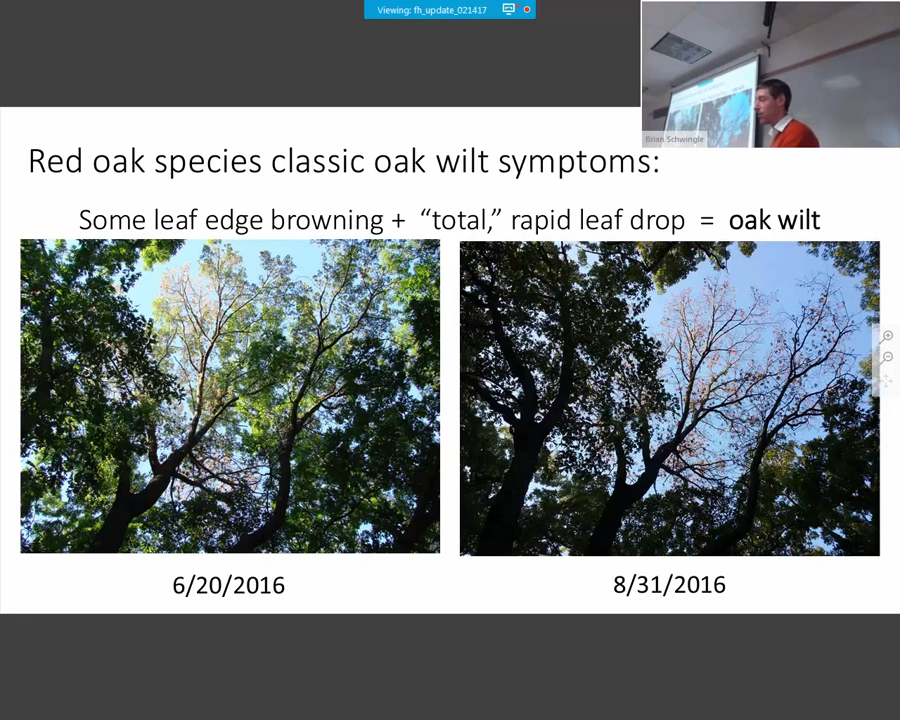 Viewing: fh_update_021417
Brian Schwingle
Red oak species classic oak wilt symptoms:
Some leaf edge browning + “total,” rapid leaf drop = oak wilt
6/20/2016
8/31/2016